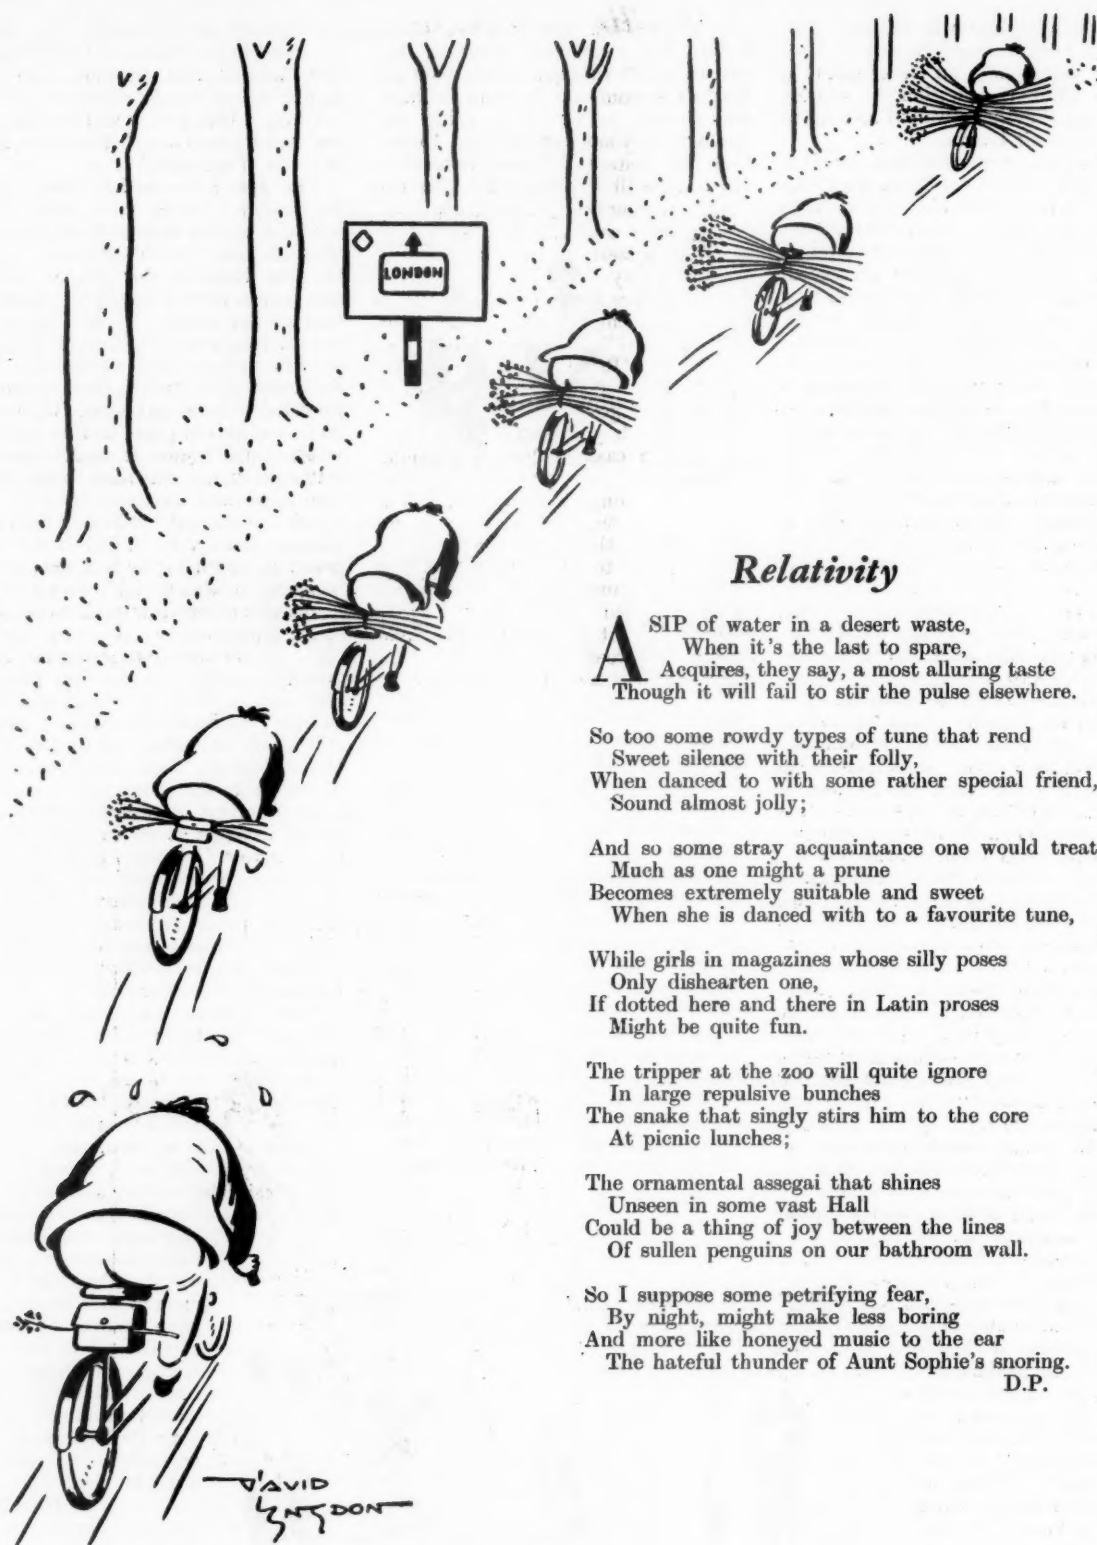 LONDON
Relativity
A SIP of water in a desert waste,
When it's the last to spare,
Acquires, they say, a most alluring taste
Though it will fail to stir the pulse elsewhere.
So too some rowdy types of tune that rend
Sweet silence with their folly,
When danced to with some rather special friend,
Sound almost jolly;
And so some stray acquaintance one would treat
Much as one might a prune
Becomes extremely suitable and sweet
When she is danced with to a favourite tune,
While girls in magazines whose silly poses
Only dishearten one,
If dotted here and there in Latin proses
Might be quite fun.
The tripper at the zoo will quite ignore
In large repulsive bunches
The snake that singly stirs him to the core
At picnic lunches;
The ornamental assegai that shines
Unseen in some vast Hall
Could be a thing of joy between the lines
Of sullen penguins on our bathroom wall.
So I suppose some petrifying fear,
By night, might make less boring
And more like honeyed music to the ear
The hateful thunder of Aunt Sophie's snoring.
D.P.
DAVID
LANGDON